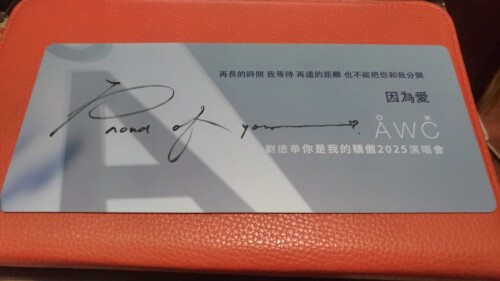 再長的時間 我等待 再遠的距離 也不能把你和我分開
因為愛
Proud of you
ÅWČ
劉德華你是我的驕傲2025演唱會